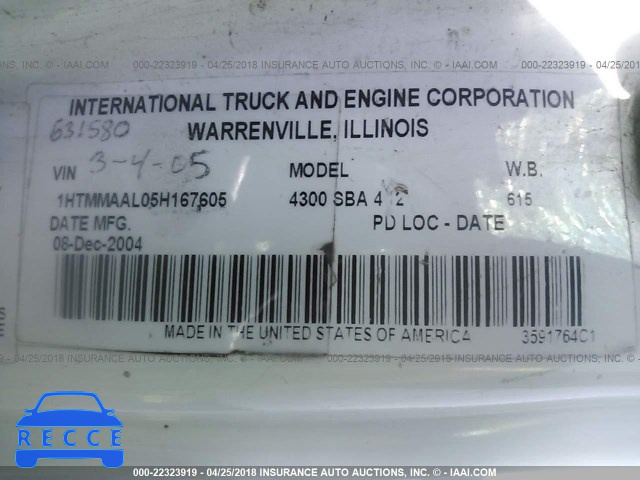 000-22323919 - 04/25/2018 INSURANCE AUTO AUCTIONS, INC. - © IAAI.COM
INTERNATIONAL TRUCK AND ENGINE CORPORATION
631580 WARRENVILLE, ILLINOIS
VIN 3-4-05 MODEL W.B.
1HTMMAAL05H167605 4300 SBA 4 2 615
DATE MFG. PD LOC - DATE
08-Dec-2004
MADE IN THE UNITED STATES OF AMERICA 3591764C1
000-22323919 - 04/25/2018 INSURANCE AUTO AUCTIONS, INC. - © IAAI.COM
RECCE
000-22323919 - 04/25/2018 INSURANCE AUTO AUCTIONS, INC. - © IAAI.COM